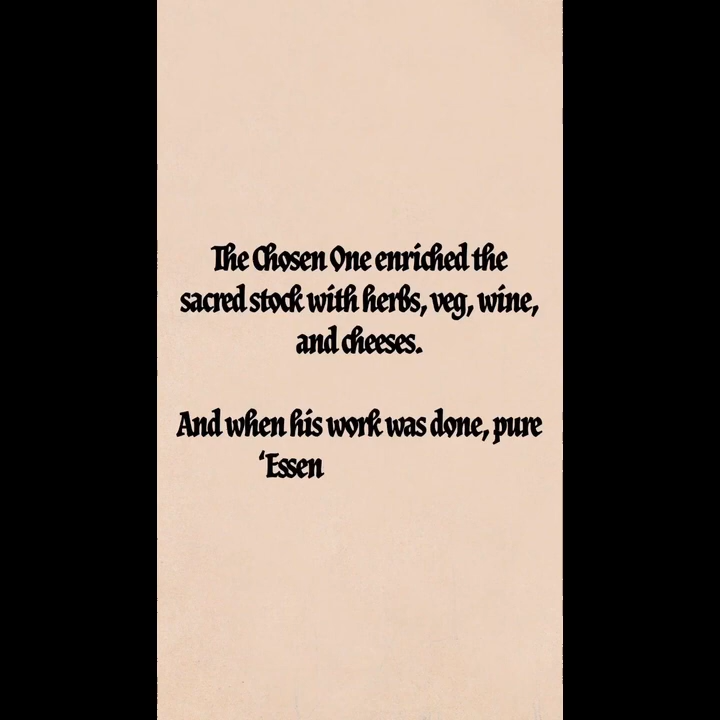 The Chosen One enriched the
sacred stock with herbs, veg, wine,
and cheeses.
And when his work was done, pure
‘Essen